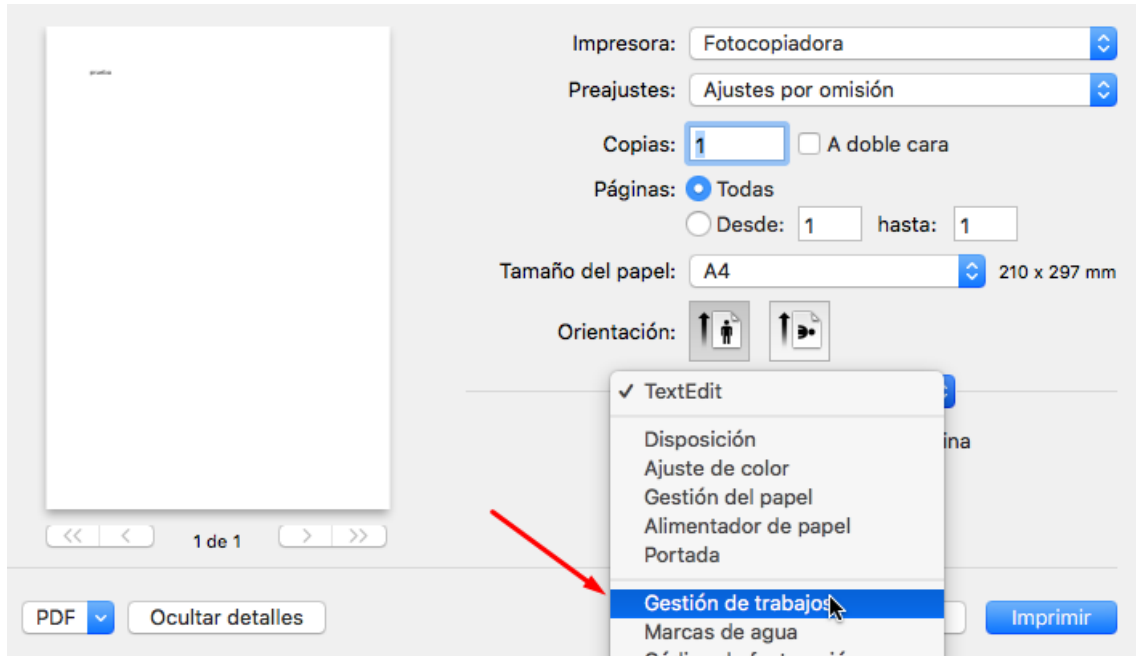 Impresora: Fotocopiadora
Preajustes: Ajustes por omisión
Copias: 1 A doble cara
Páginas: Todas
Desde: 1 hasta: 1
Tamaño del papel: A4 210 x 297 mm
Orientación:
✓ TextEdit
Disposición
ina
Ajuste de color
Gestión del papel
Alimentador de papel
Portada
1 de 1
Gestión de trabajos
PDF Ocultar detalles Imprimir
Marcas de agua